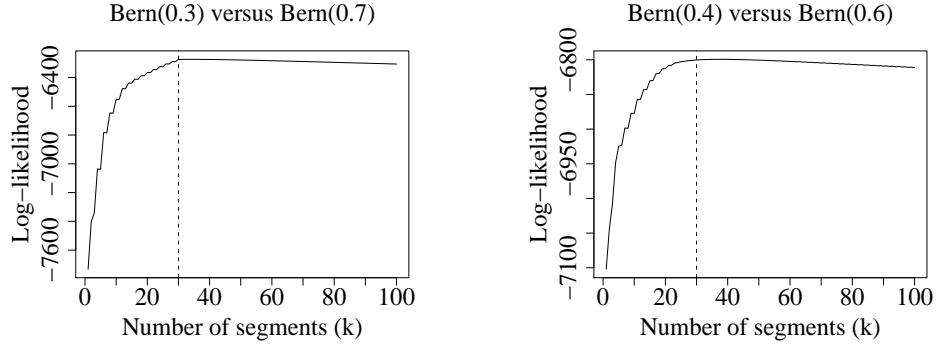 Bern(0.3) versus Bern(0.7)
Log−likelihood
−6400
−7000
−7600
0 20 40 60 80 100
Number of segments (k)
Bern(0.4) versus Bern(0.6)
Log−likelihood
−6800
−6950
−7100
0 20 40 60 80 100
Number of segments (k)